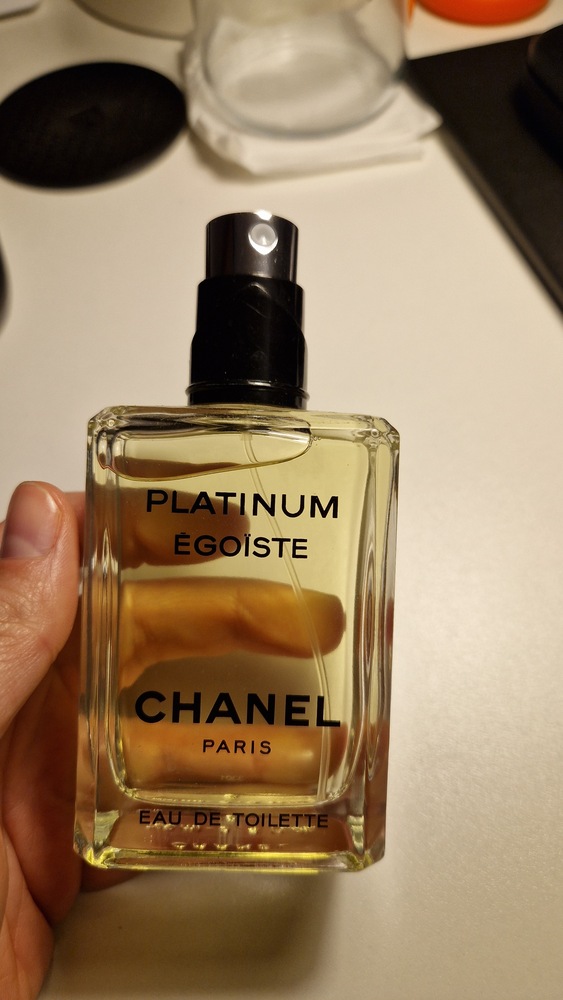 PLATINUM
ÉGOÏSTE
CHANEL
PARIS
EAU DE TOILETTE